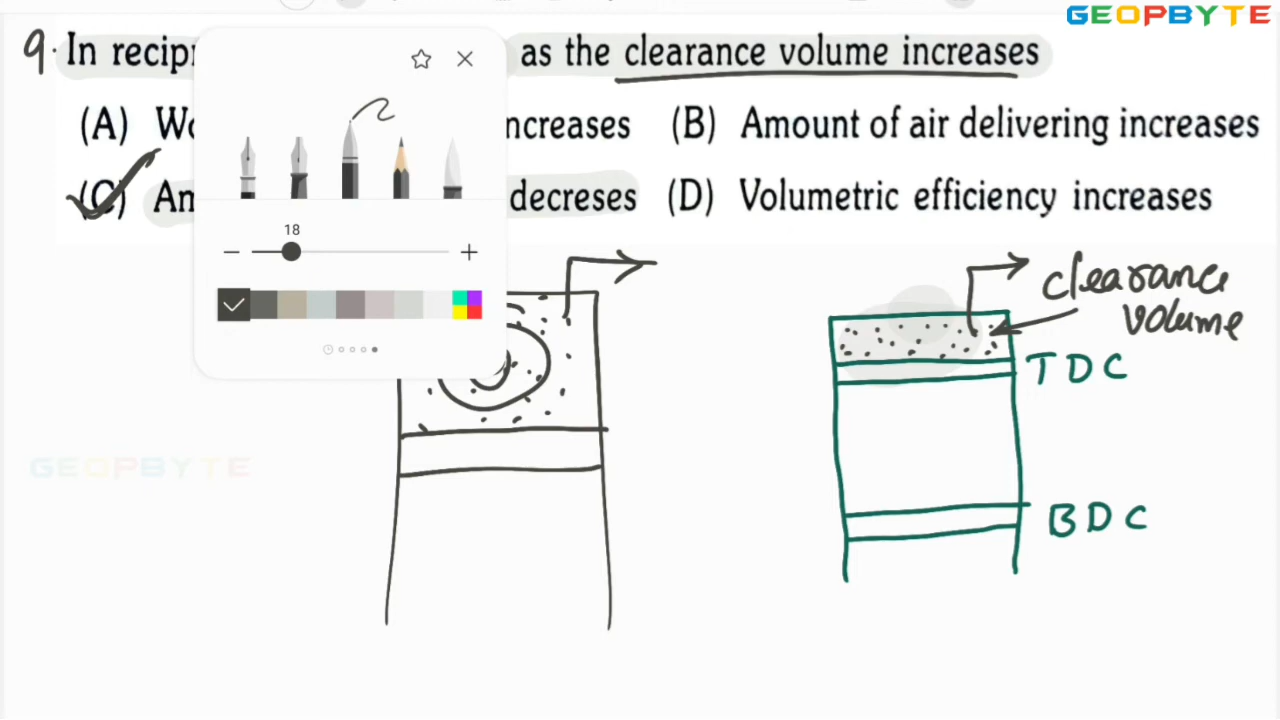 GEOPBYTE
9. In recipr as the clearance volume increases
(A) Wo ncreases (B) Amount of air delivering increases
(C) Am decreses (D) Volumetric efficiency increases
18
clearance
volume
TDC
GEOPBYTE
BDC